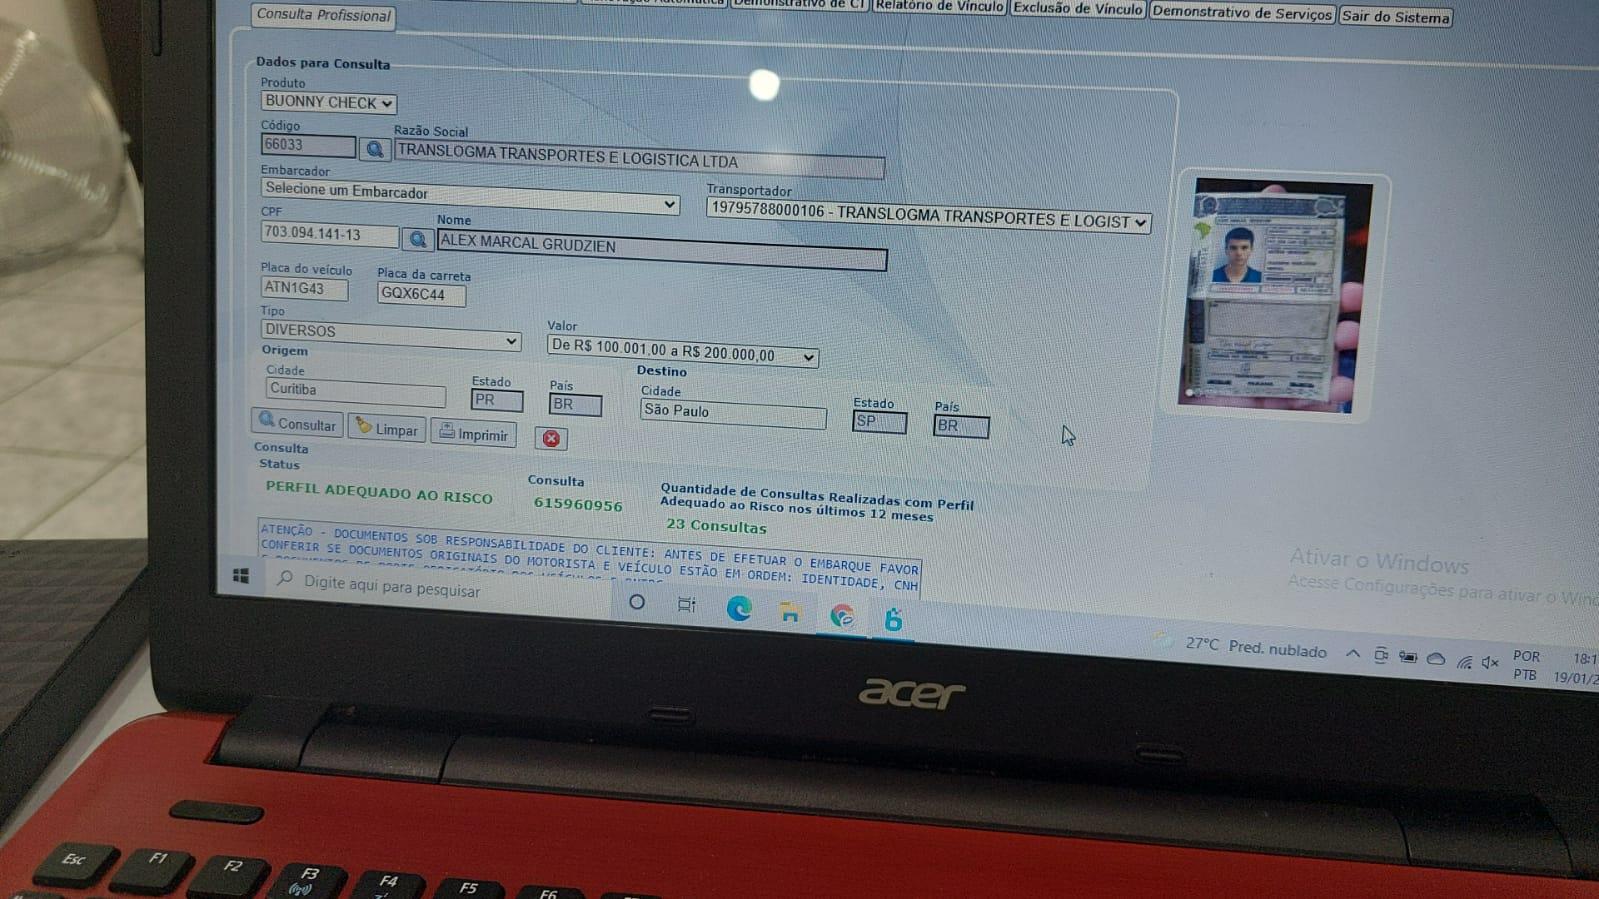 Demonstrativo de CT
Relatório de Vínculo
Exclusão de Vínculo
Demonstrativo de Serviços
Sair do Sistema
Consulta Profissional
Dados para Consulta
Produto
BUONNY CHECK
Código
Razão Social
66033
TRANSLOGMA TRANSPORTES E LOGISTICA LTDA
Embarcador
Transportador
Selecione um Embarcador
19795788000106 - TRANSLOGMA TRANSPORTES E LOGIST
CPF
Nome
703.094.141-13
ALEX MARCAL GRUDZIEN
Placa do veículo
Placa da carreta
ATN1G43
GQX6C44
Tipo
Valor
DIVERSOS
De R$ 100.001,00 a R$ 200.000,00
Origem
Destino
Cidade
Estado
País
Cidade
Estado
País
Curitiba
PR
BR
São Paulo
SP
BR
Consultar
Limpar
Imprimir
Consulta
Status
Consulta
Quantidade de Consultas Realizadas com Perfil
Adequado ao Risco nos últimos 12 meses
PERFIL ADEQUADO AO RISCO
615960956
23 Consultas
ATENÇÃO - DOCUMENTOS SOB RESPONSABILIDADE DO CLIENTE: ANTES DE EFETUAR O EMBARQUE FAVOR
CONFERIR SE DOCUMENTOS ORIGINAIS DO MOTORISTA E VEÍCULO ESTÃO EM ORDEM: IDENTIDADE, CNH
Ativar o Windows
Acesse Configurações para ativar o Wind
Digite aqui para pesquisar
27°C Pred. nublado
POR
PTB
18:1
19/01/2
acer
Esc
F1
F2
F3
F4
F5
F6